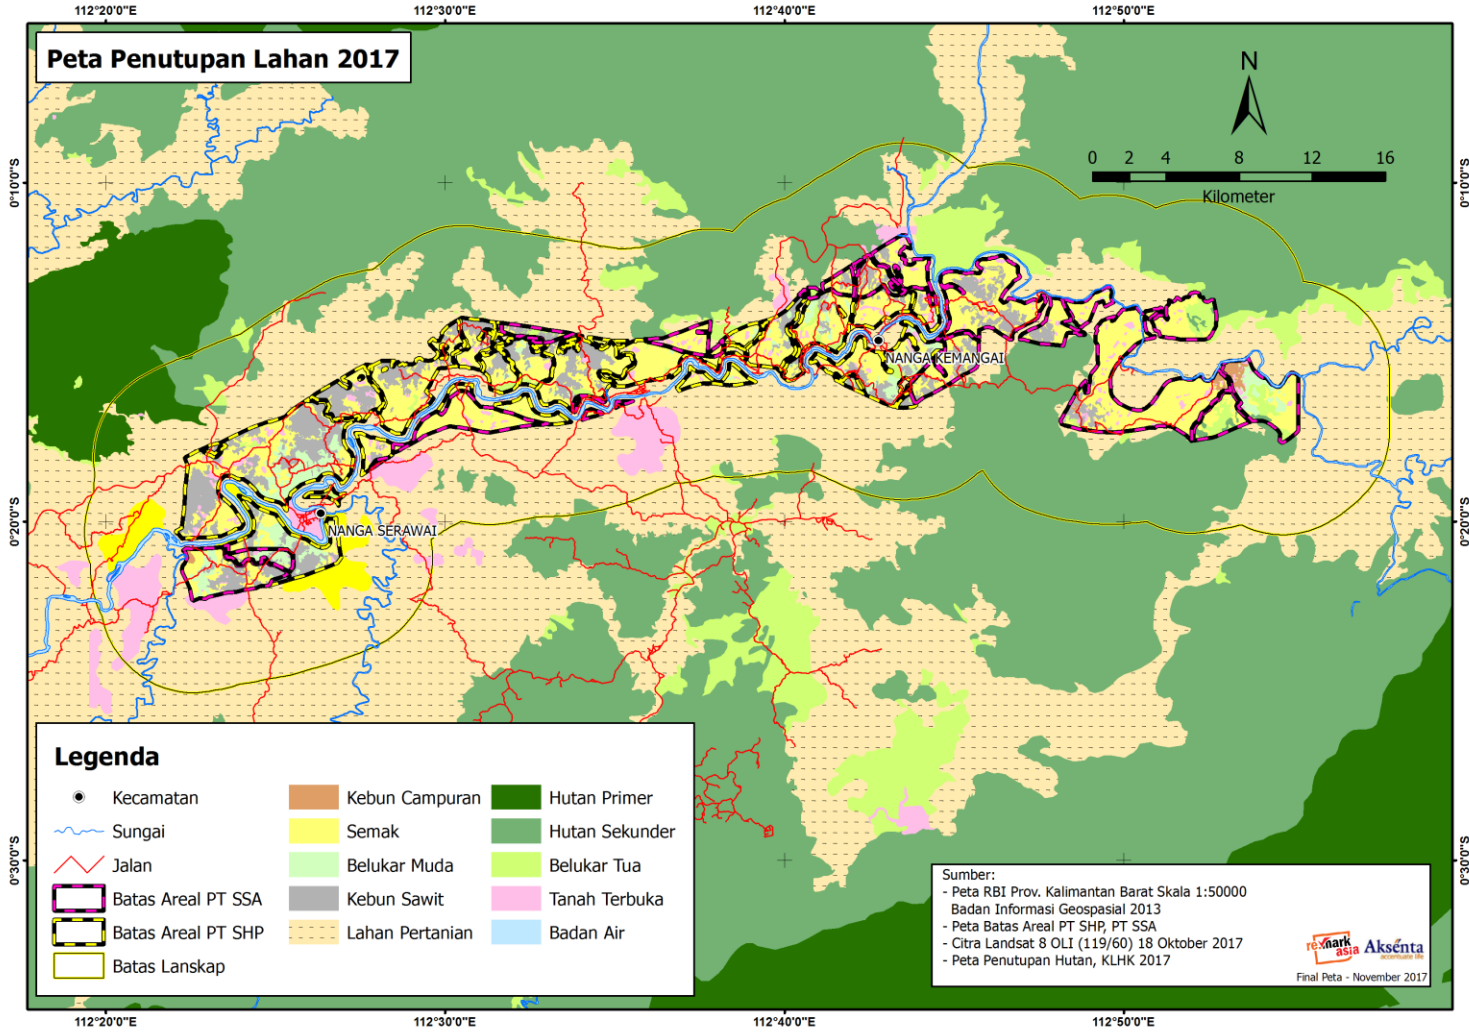 112°20'0"E 112°30'0"E 112°40'0"E 112°50'0"E
Peta Penutupan Lahan 2017
N
0 2 4 8 12 16
Kilometer
0°10'0"S 0°10'0"S
NANGA KEMANGAI
0°20'0"S 0°20'0"S
NANGA SERAWAI
Legenda
Kecamatan
Sungai
Jalan
Batas Areal PT SSA
Batas Areal PT SHP
Batas Lanskap
Kebun Campuran
Semak
Belukar Muda
Kebun Sawit
Lahan Pertanian
Hutan Primer
Hutan Sekunder
Belukar Tua
Tanah Terbuka
Badan Air
0°30'0"S 0°30'0"S
Sumber:
- Peta RBI Prov. Kalimantan Barat Skala 1:50000
Badan Informasi Geospasial 2013
- Peta Batas Areal PT SHP, PT SSA
- Citra Landsat 8 OLI (119/60) 18 Oktober 2017
- Peta Penutupan Hutan, KLHK 2017
remark asia
Aksenta
accentuate life
Final Peta - November 2017
112°20'0"E 112°30'0"E 112°40'0"E 112°50'0"E